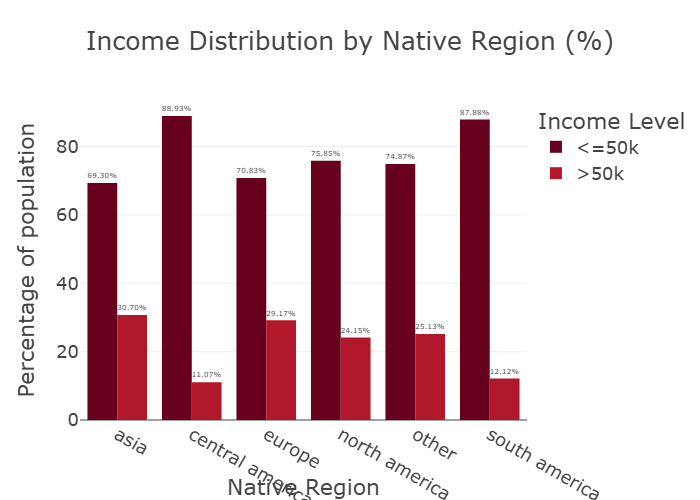 Income Distribution by Native Region (%)
Percentage of population
80
60
40
20
0
69.30%
30.70%
88.93%
11.07%
70.83%
29.17%
75.85%
24.15%
74.87%
25.13%
87.88%
12.12%
asia
central america
europe
north america
other
south america
Native Region
Income Level
<=50k
>50k